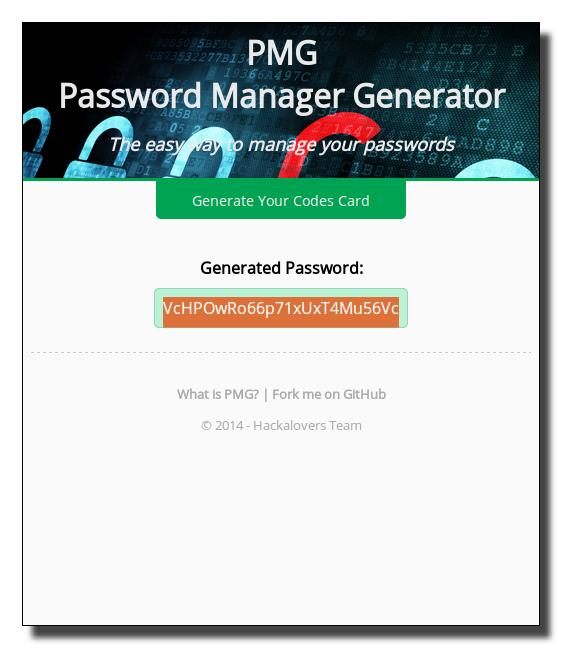 PMG
Password Manager Generator
The easy way to manage your passwords
Generate Your Codes Card
Generated Password:
VcHPOwRo66p71xUxT4Mu56Vc
What is PMG? | Fork me on GitHub
© 2014 - Hackalovers Team